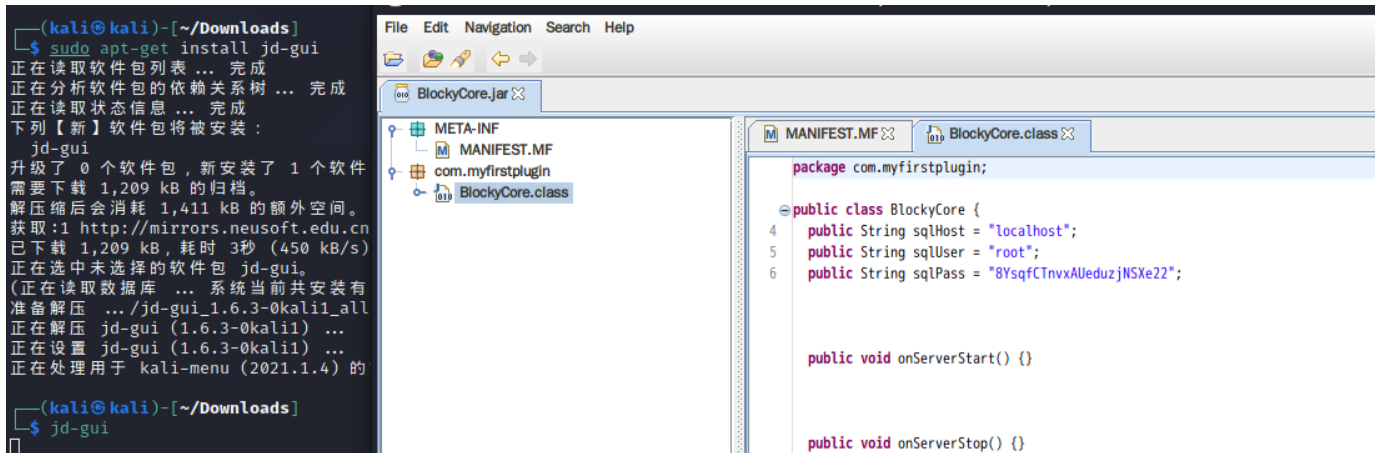 ┌──(kali㉿kali)-[~/Downloads]
└─$ sudo apt-get install jd-gui
正在读取软件包列表... 完成
正在分析软件包的依赖关系树... 完成
正在读取状态信息... 完成
下列【新】软件包将被安装：
jd-gui
升级了 0 个软件包，新安装了 1 个软件
需要下载 1,209 kB 的归档。
解压缩后会消耗 1,411 kB 的额外空间。
获取:1 http://mirrors.neusoft.edu.cn
已下载 1,209 kB，耗时 3秒 (450 kB/s)
正在选中未选择的软件包 jd-gui。
(正在读取数据库 ... 系统当前共安装有
准备解压 .../jd-gui_1.6.3-0kali1_all
正在解压 jd-gui (1.6.3-0kali1) ...
正在设置 jd-gui (1.6.3-0kali1) ...
正在处理用于 kali-menu (2021.1.4) 的
┌──(kali㉿kali)-[~/Downloads]
└─$ jd-gui
File Edit Navigation Search Help
BlockyCore.jar
META-INF
MANIFEST.MF
com.myfirstplugin
BlockyCore.class
MANIFEST.MF BlockyCore.class
package com.myfirstplugin;
public class BlockyCore {
4 public String sqlHost = "localhost";
5 public String sqlUser = "root";
6 public String sqlPass = "8YsqfCTnvxAUeduzjNSXe22";
public void onServerStart() {}
public void onServerStop() {}